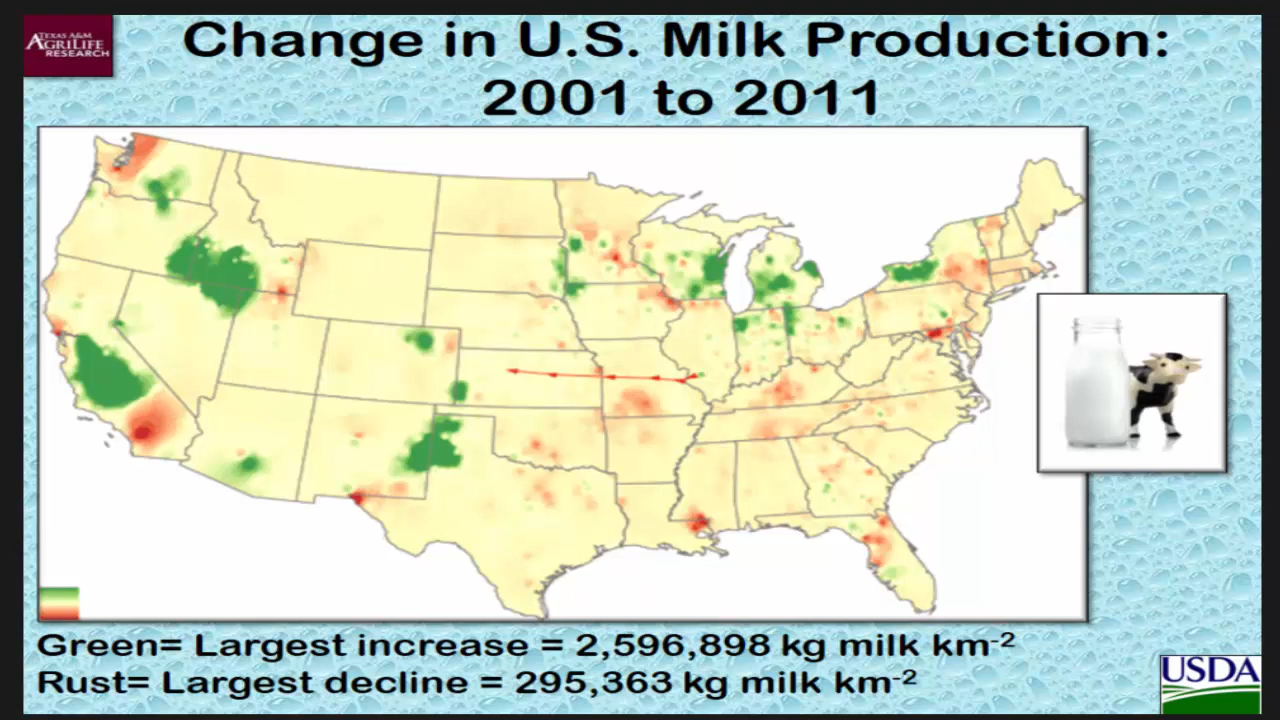 TEXAS A&M
AGRILIFE
RESEARCH
Change in U.S. Milk Production:
2001 to 2011
Green= Largest increase = 2,596,898 kg milk km-2
Rust= Largest decline = 295,363 kg milk km-2
USDA